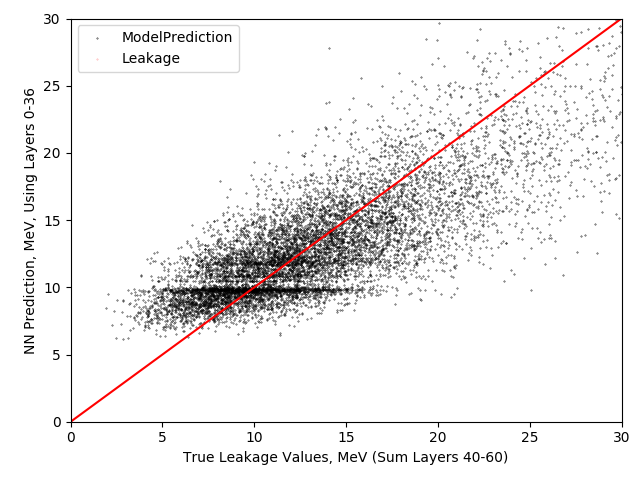 30
25
20
15
10
5
0
NN Prediction, MeV, Using Layers 0-36
ModelPrediction
Leakage
0 5 10 15 20 25 30
True Leakage Values, MeV (Sum Layers 40-60)